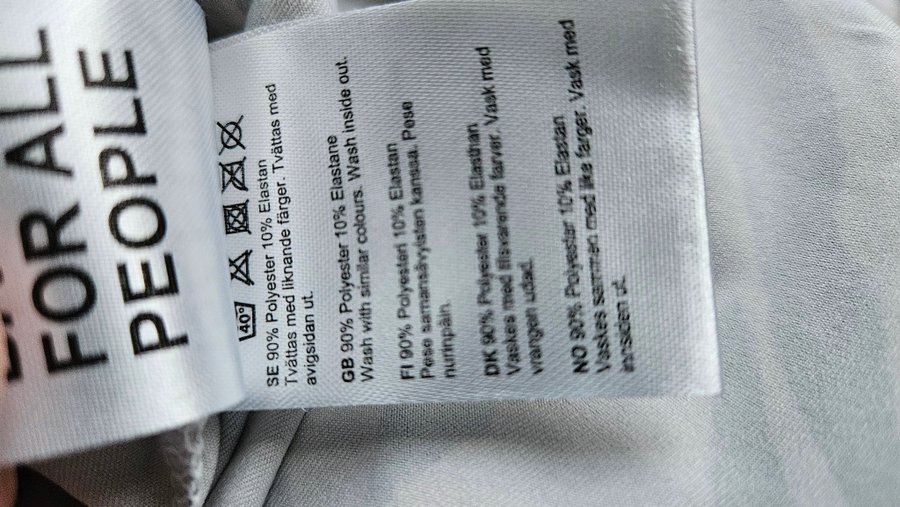 FOR ALL
PEOPLE
40°
SE 90% Polyester 10% Elastan
Tvättas med liknande färger. Tvättas med
avigsidan ut.
GB 90% Polyester 10% Elastane
Wash with similar colours. Wash inside out.
FI 90% Polyesteri 10% Elastan
Pese samansävyisten kanssa. Pese
nurinpäin.
DK 90% Polyester 10% Elasthan
Vaskes med tilsvarende farver. Vask med
vrangen udad.
NO 90% Polyester 10% Elastan
Vaskes sammen med like farger. Vask med
innsiden ut.